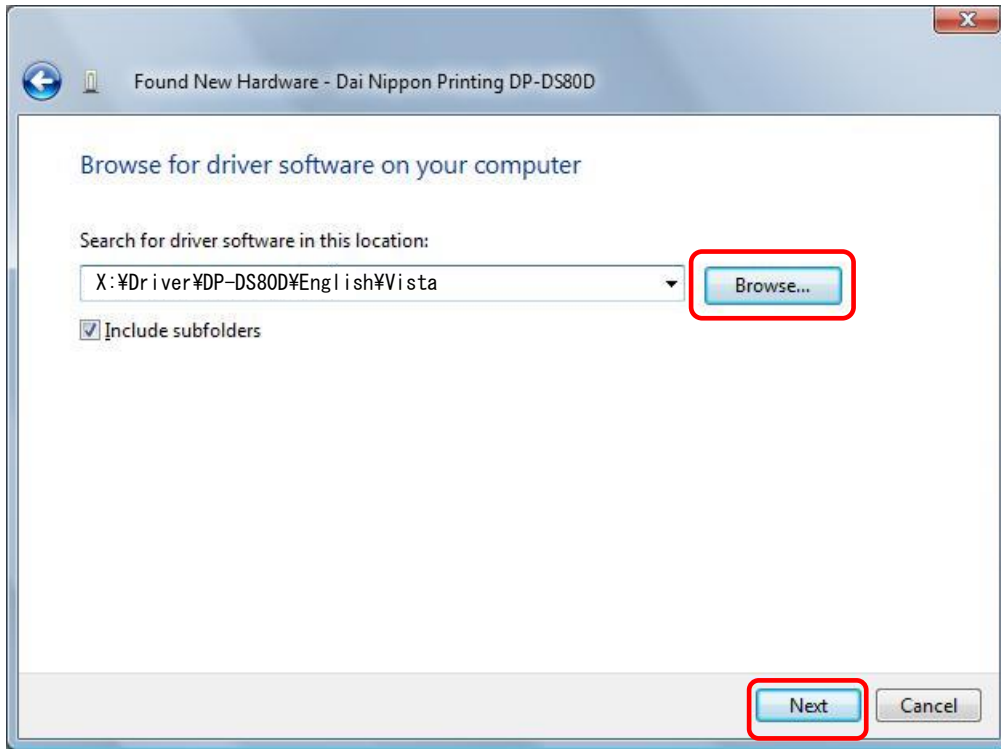 Found New Hardware - Dai Nippon Printing DP-DS80D
Browse for driver software on your computer
Search for driver software in this location:
X:¥Driver¥DP-DS80D¥English¥Vista
Browse...
Include subfolders
Next
Cancel